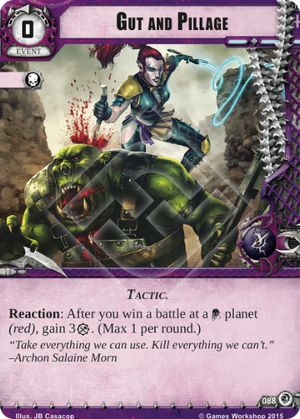 0
GUT AND PILLAGE
EVENT
TACTIC.
Reaction: After you win a battle at a planet
(red), gain 3. (Max 1 per round.)
“Take everything we can use. Kill everything we can’t.”
–Archon Salaine Morn
088
Illus. JB Casacop
© Games Workshop 2015